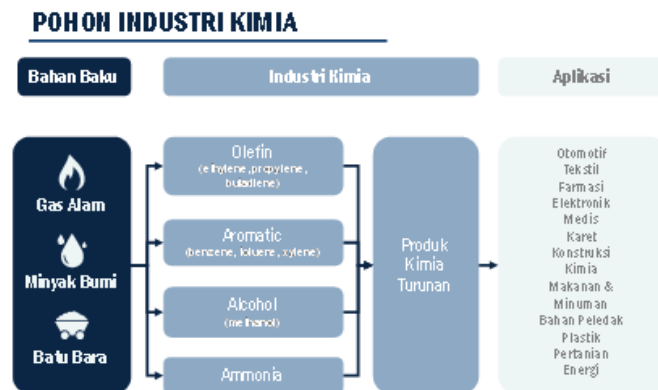 POHON INDUSTRI KIMIA
Bahan Baku
Industri Kimia
Aplikasi
Gas Alam
Minyak Bumi
Batu Bara
Olefin
(ethylene, propylene,
butadiene)
Aromatic
(benzene, toluene, xylene)
Alcohol
(methanol)
Ammonia
Produk
Kimia
Turunan
Otomotif
Tekstil
Farmasi
Elektronik
Medis
Karet
Konstruksi
Kimia
Makanan &
Minuman
Bahan Peledak
Plastik
Pertanian
Energi